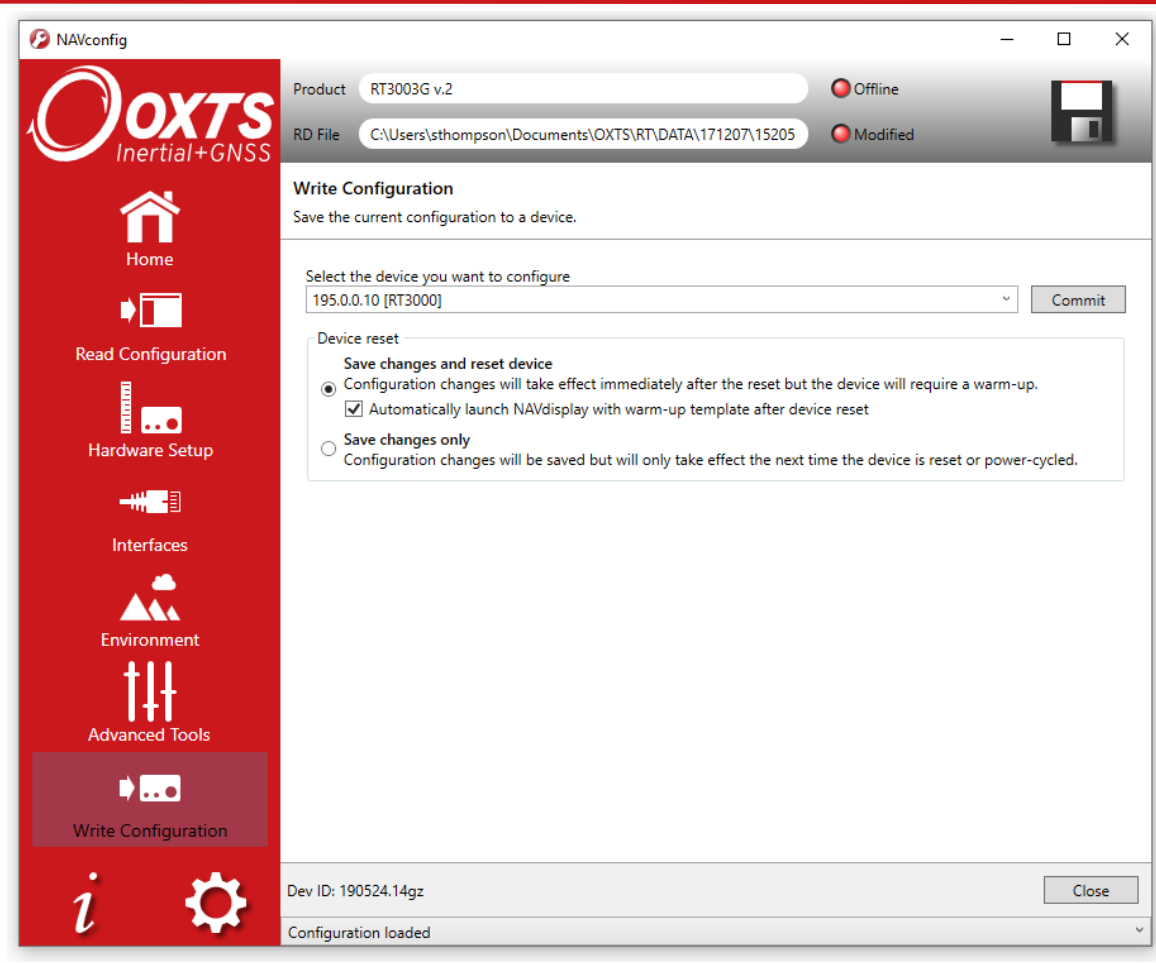 NAVconfig
OXTS
Inertial+GNSS
Product RT3003G v.2 Offline
RD File C:\Users\sthompson\Documents\OXTS\RT\DATA\171207\15205 Modified
Home
Read Configuration
Hardware Setup
Interfaces
Environment
Advanced Tools
Write Configuration
i
Write Configuration
Save the current configuration to a device.
Select the device you want to configure
195.0.0.10 [RT3000] Commit
Device reset
Save changes and reset device
Configuration changes will take effect immediately after the reset but the device will require a warm-up.
Automatically launch NAVdisplay with warm-up template after device reset
Save changes only
Configuration changes will be saved but will only take effect the next time the device is reset or power-cycled.
Dev ID: 190524.14gz Close
Configuration loaded